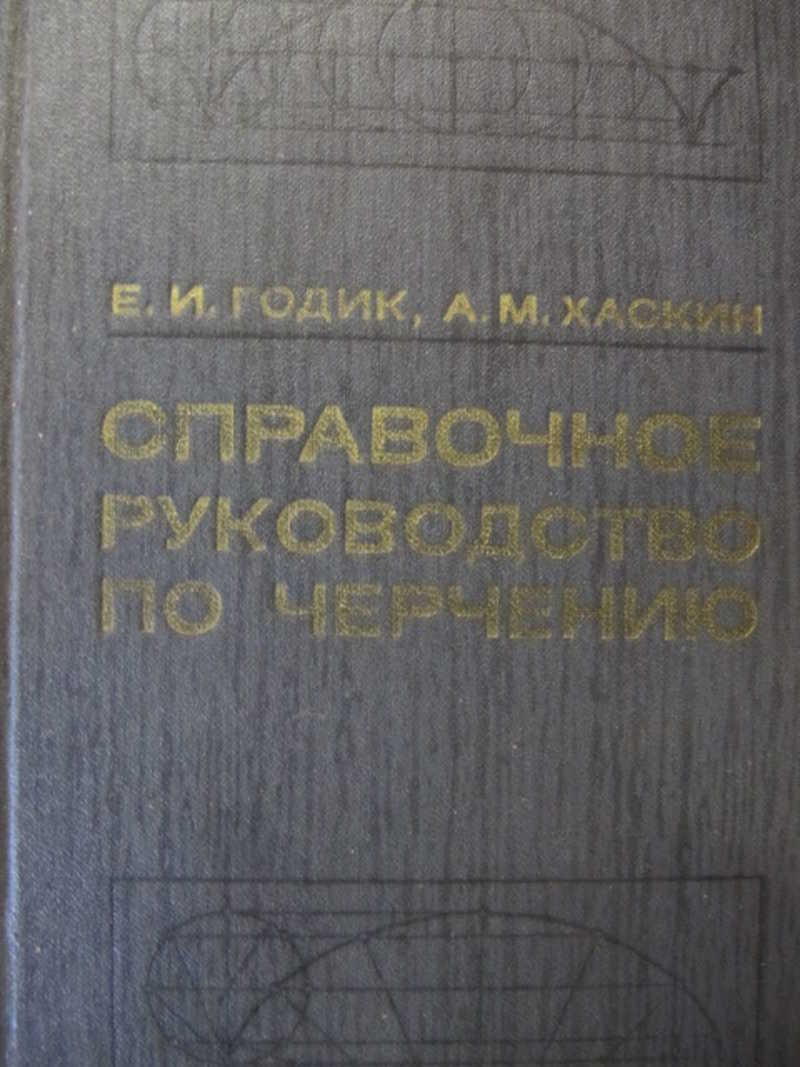 Е. И. ГОДИК, А. М. ХАСКИН
СПРАВОЧНОЕ
РУКОВОДСТВО
ПО ЧЕРЧЕНИЮ